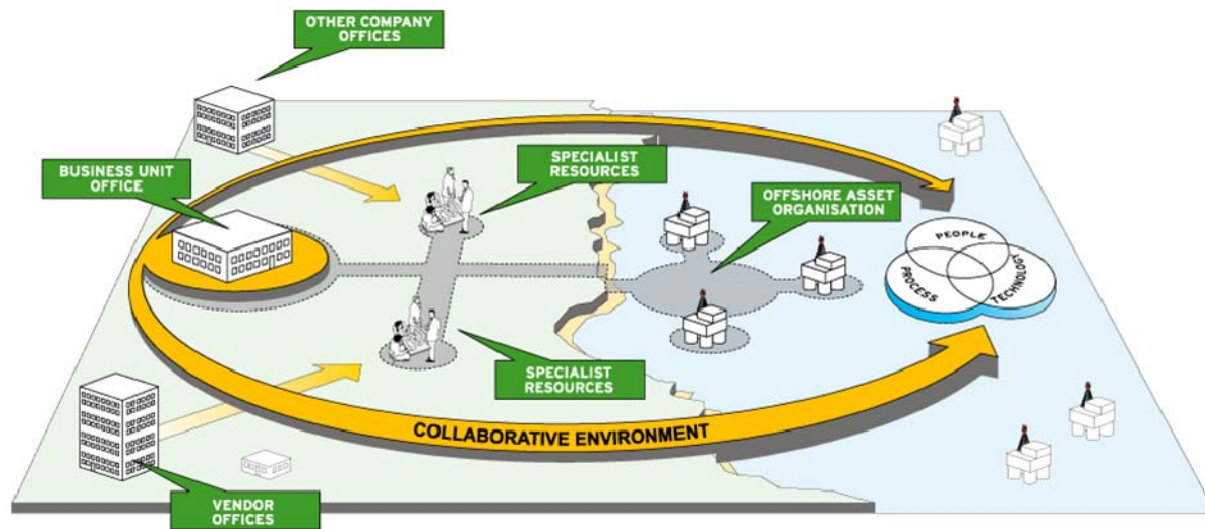 OTHER COMPANY
OFFICES
BUSINESS UNIT
OFFICE
SPECIALIST
RESOURCES
OFFSHORE ASSET
ORGANISATION
PEOPLE
PROCESS
TECHNOLOGY
SPECIALIST
RESOURCES
COLLABORATIVE ENVIRONMENT
VENDOR
OFFICES